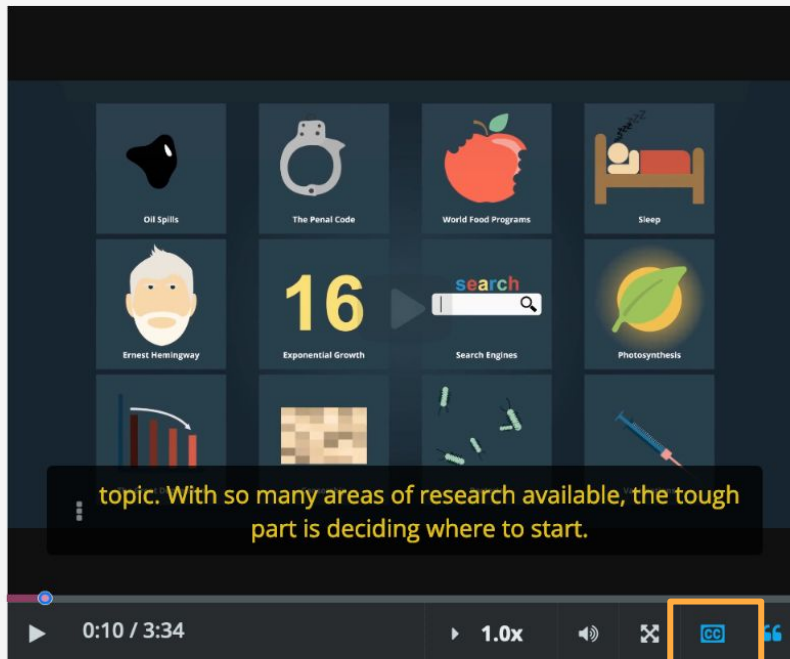 Oil Spills
The Penal Code
World Food Programs
Sleep
Ernest Hemingway
16
Exponential Growth
search
Search Engines
Photosynthesis
topic. With so many areas of research available, the tough
part is deciding where to start.
0:10 / 3:34
1.0x
CC